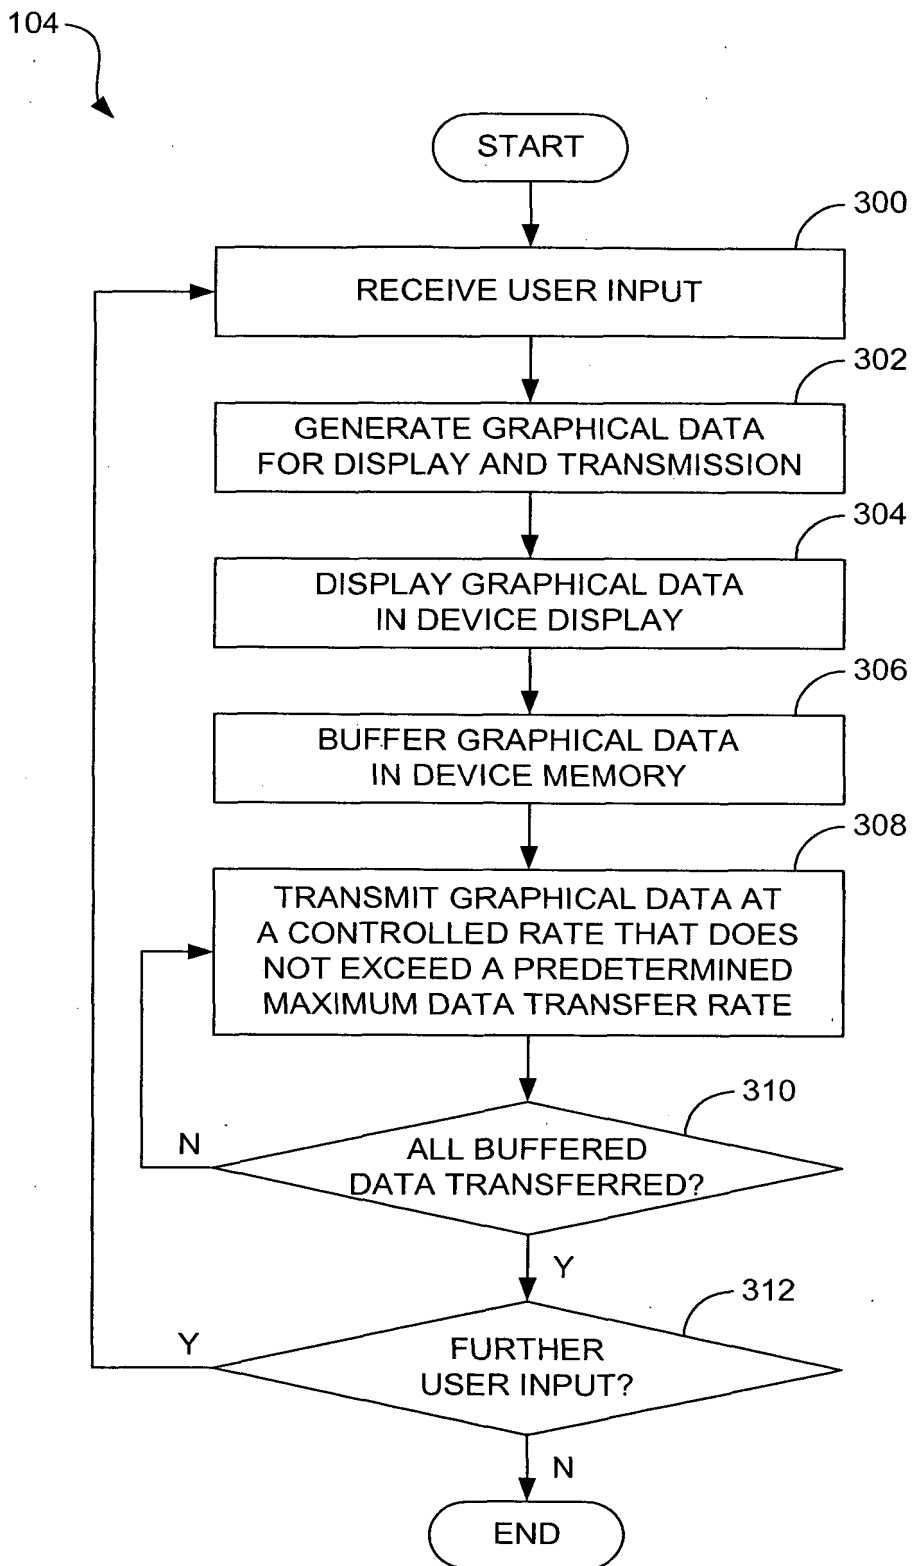 104
START
300
RECEIVE USER INPUT
302
GENERATE GRAPHICAL DATA
FOR DISPLAY AND TRANSMISSION
304
DISPLAY GRAPHICAL DATA
IN DEVICE DISPLAY
306
BUFFER GRAPHICAL DATA
IN DEVICE MEMORY
308
TRANSMIT GRAPHICAL DATA AT
A CONTROLLED RATE THAT DOES
NOT EXCEED A PREDETERMINED
MAXIMUM DATA TRANSFER RATE
310
N
ALL BUFFERED
DATA TRANSFERRED?
Y
312
Y
FURTHER
USER INPUT?
N
END